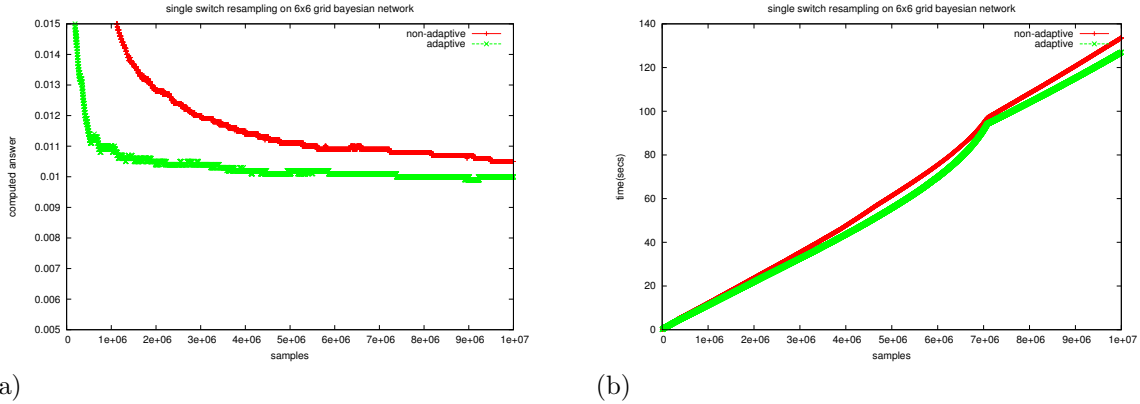 single switch resampling on 6x6 grid bayesian network
0.015
0.014
0.013
0.012
0.011
0.01
0.009
0.008
0.007
0.006
0.005
computed answer
non-adaptive
adaptive
0 1e+06 2e+06 3e+06 4e+06 5e+06 6e+06 7e+06 8e+06 9e+06 1e+07
samples
a)
single switch resampling on 6x6 grid bayesian network
140
120
100
80
60
40
20
0
time(secs)
non-adaptive
adaptive
0 1e+06 2e+06 3e+06 4e+06 5e+06 6e+06 7e+06 8e+06 9e+06 1e+07
samples
(b)